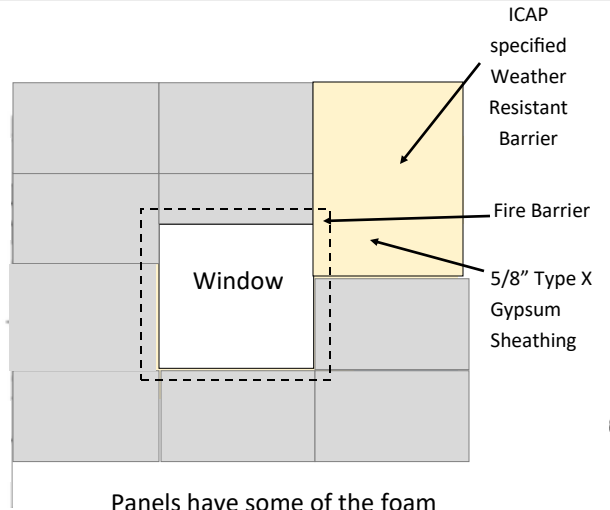 ICAP
specified
Weather
Resistant
Barrier
Fire Barrier
Window
5/8” Type X
Gypsum
Sheathing
Panels have some of the foam